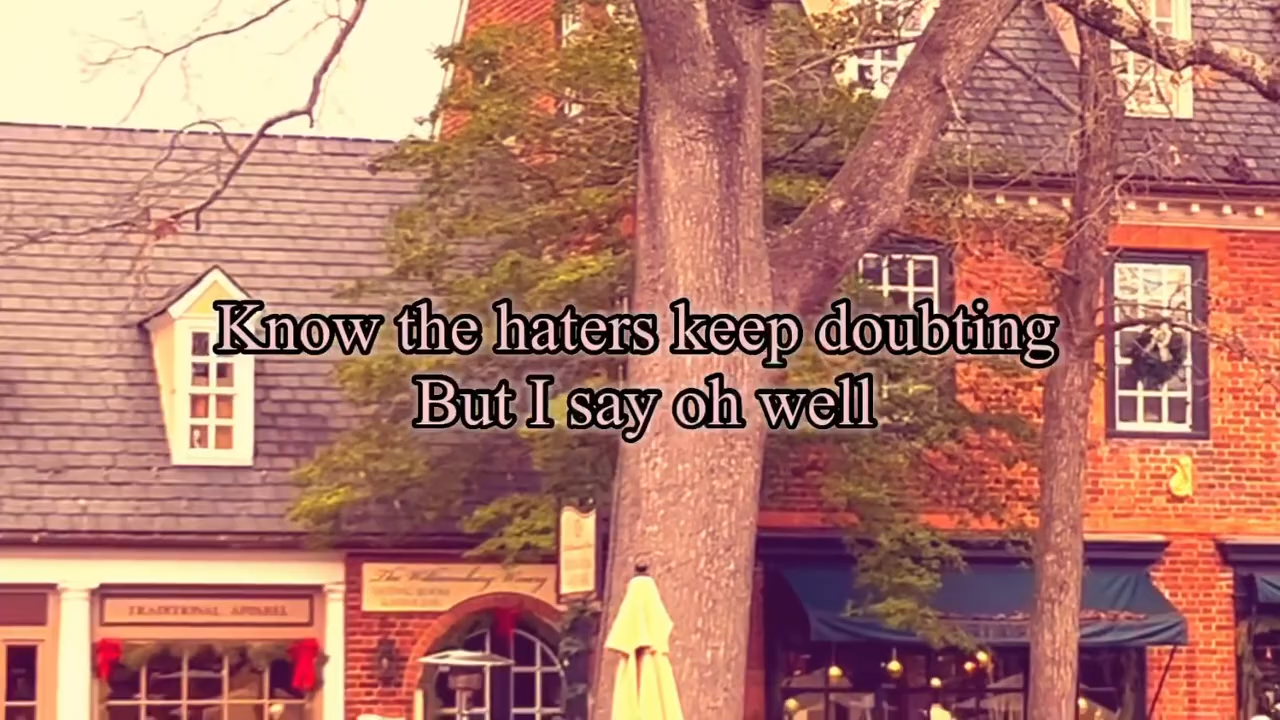 Know the haters keep doubting
But I say oh well
TRADITIONAL APPAREL
The Williamsburg Winery